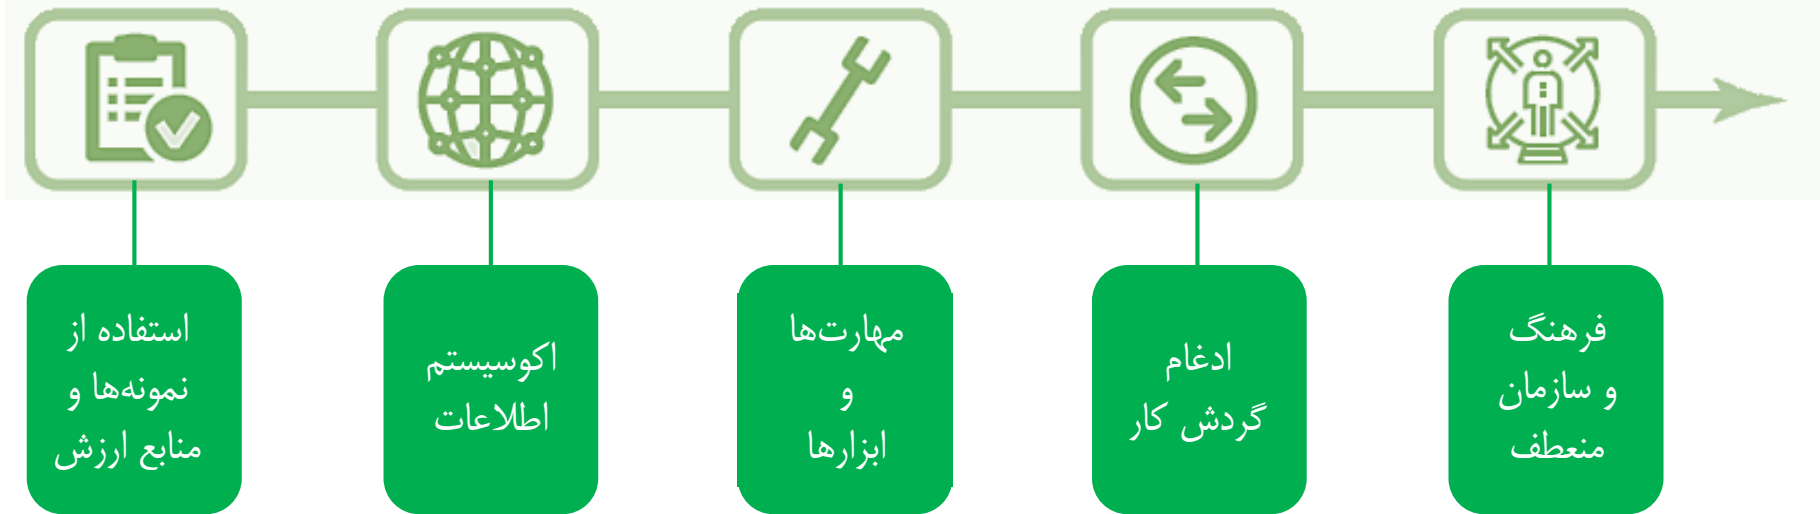 استفاده از
نمونه‌ها و
منابع ارزش
اکوسیستم
اطلاعات
مهارت‌ها
و
ابزارها
ادغام
گردش کار
فرهنگ
و سازمان
منعطف